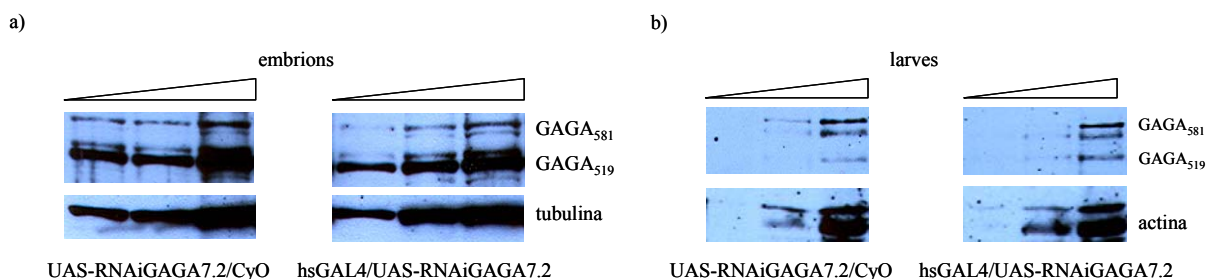 a)
embrions
GAGA581
GAGA519
tubulina
UAS-RNAiGAGA7.2/CyO
hsGAL4/UAS-RNAiGAGA7.2
b)
larves
GAGA581
GAGA519
actina
UAS-RNAiGAGA7.2/CyO
hsGAL4/UAS-RNAiGAGA7.2